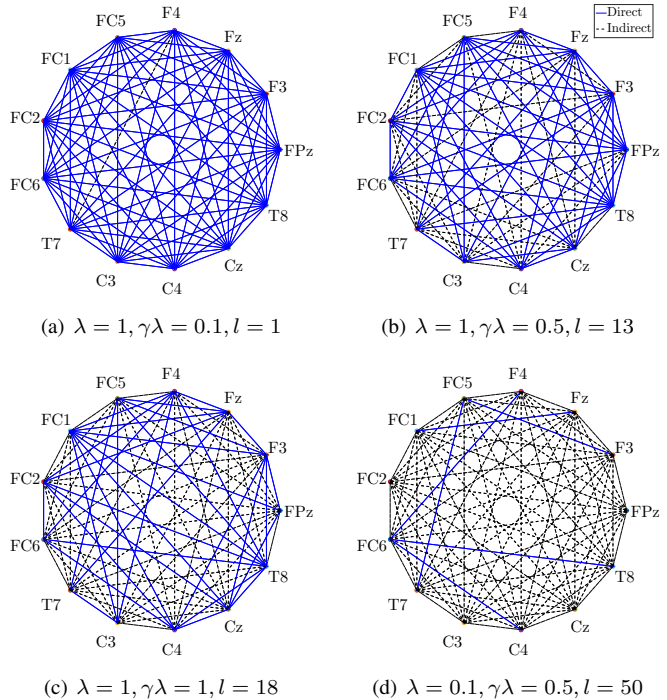 F4
FC5 Fz
FC1 F3
FC2 FPz
FC6 T8
T7 Cz
C3 C4
(a) λ = 1, γλ = 0.1, l = 1
Direct
Indirect
F4
FC5 Fz
FC1 F3
FC2 FPz
FC6 T8
T7 Cz
C3 C4
(b) λ = 1, γλ = 0.5, l = 13
F4
FC5 Fz
FC1 F3
FC2 FPz
FC6 T8
T7 Cz
C3 C4
(c) λ = 1, γλ = 1, l = 18
F4
FC5 Fz
FC1 F3
FC2 FPz
FC6 T8
T7 Cz
C3 C4
(d) λ = 0.1, γλ = 0.5, l = 50